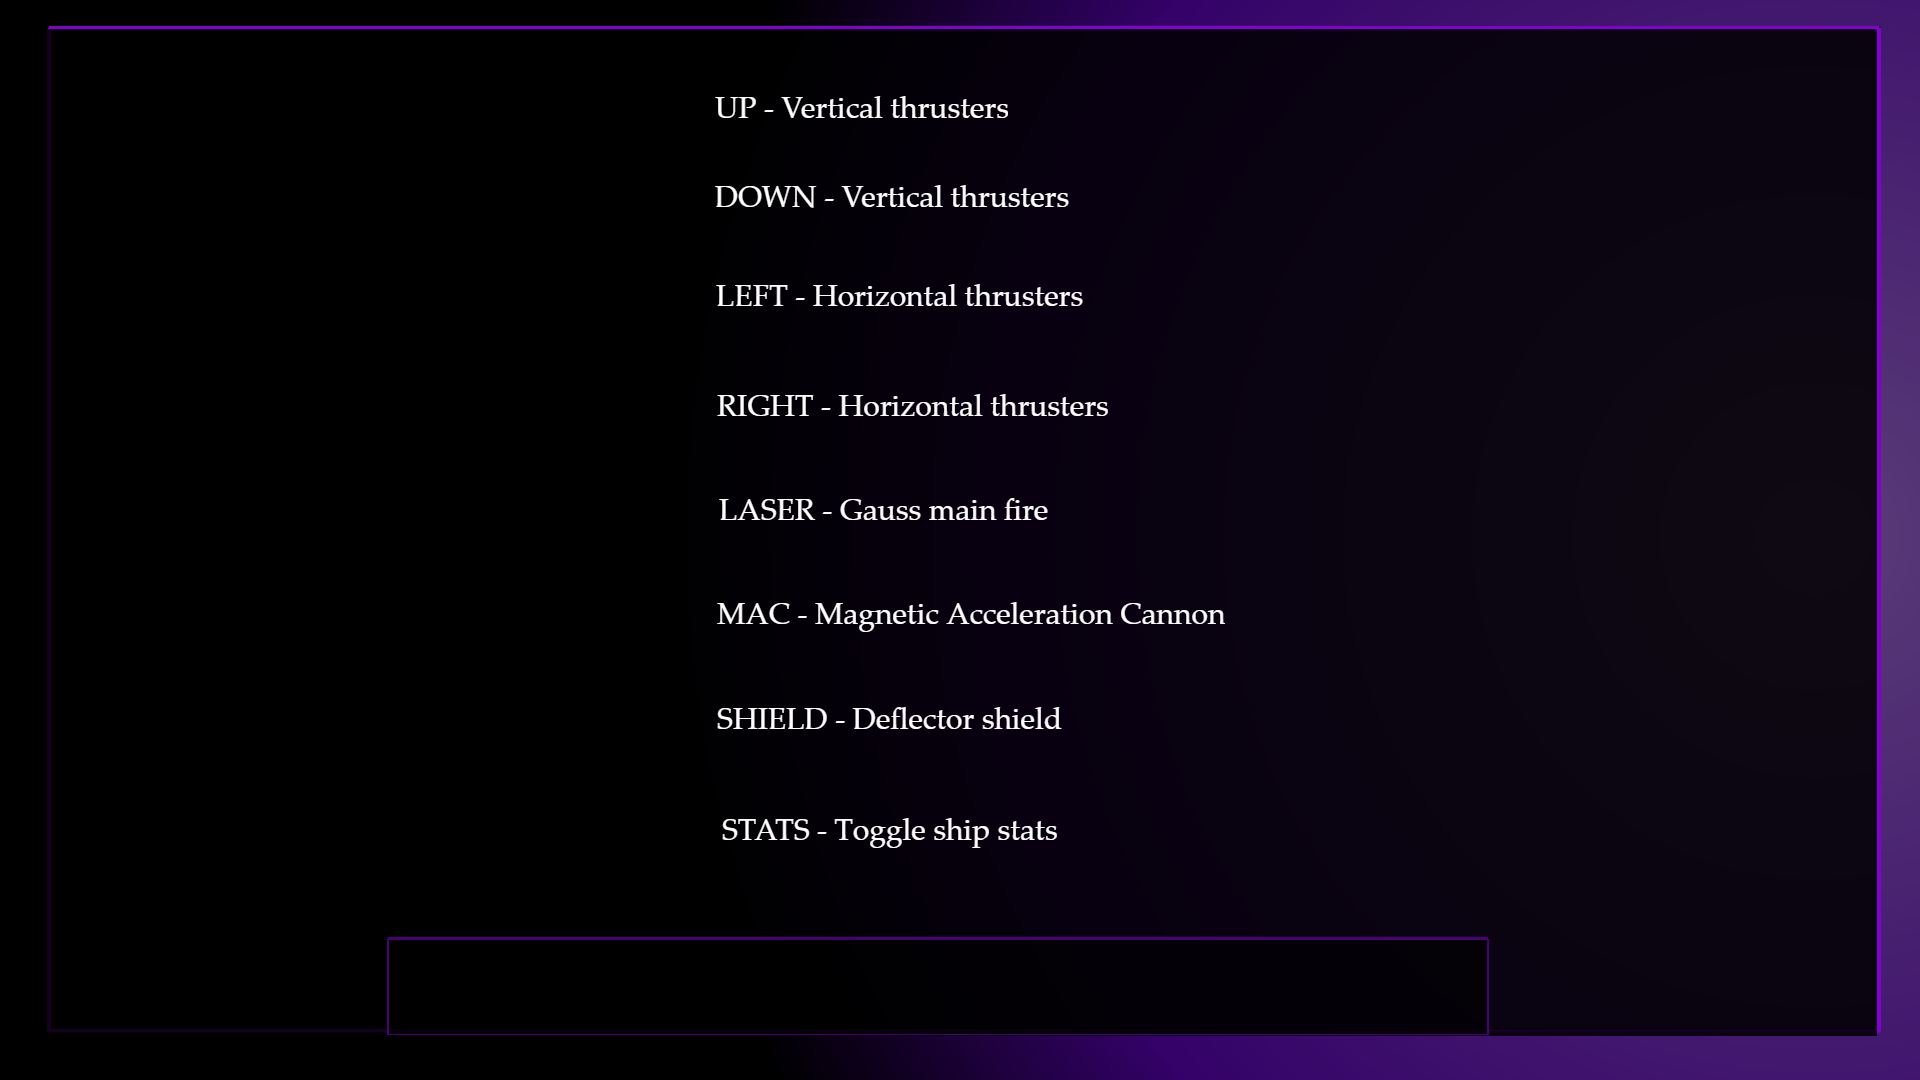 UP - Vertical thrusters
DOWN - Vertical thrusters
LEFT - Horizontal thrusters
RIGHT - Horizontal thrusters
LASER - Gauss main fire
MAC - Magnetic Acceleration Cannon
SHIELD - Deflector shield
STATS - Toggle ship stats